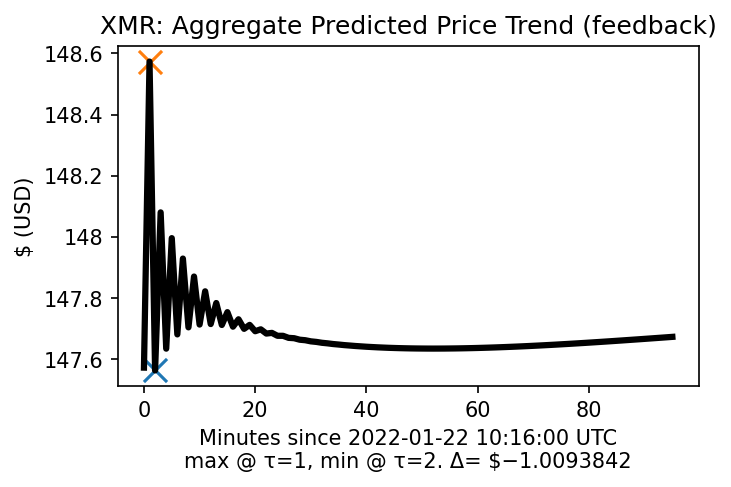 XMR: Aggregate Predicted Price Trend (feedback)
$ (USD)
148.6
148.4
148.2
148
147.8
147.6
0 20 40 60 80
Minutes since 2022-01-22 10:16:00 UTC
max @ τ=1, min @ τ=2. Δ= $−1.0093842